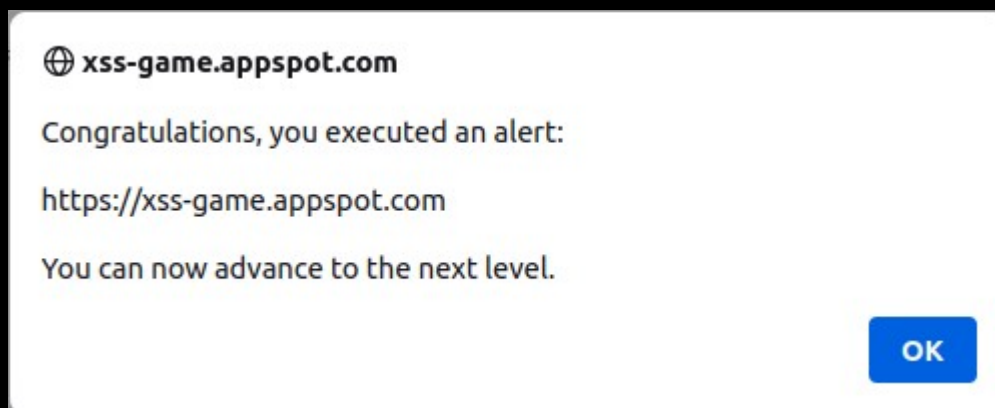 xss-game.appspot.com
Congratulations, you executed an alert:
https://xss-game.appspot.com
You can now advance to the next level.
OK